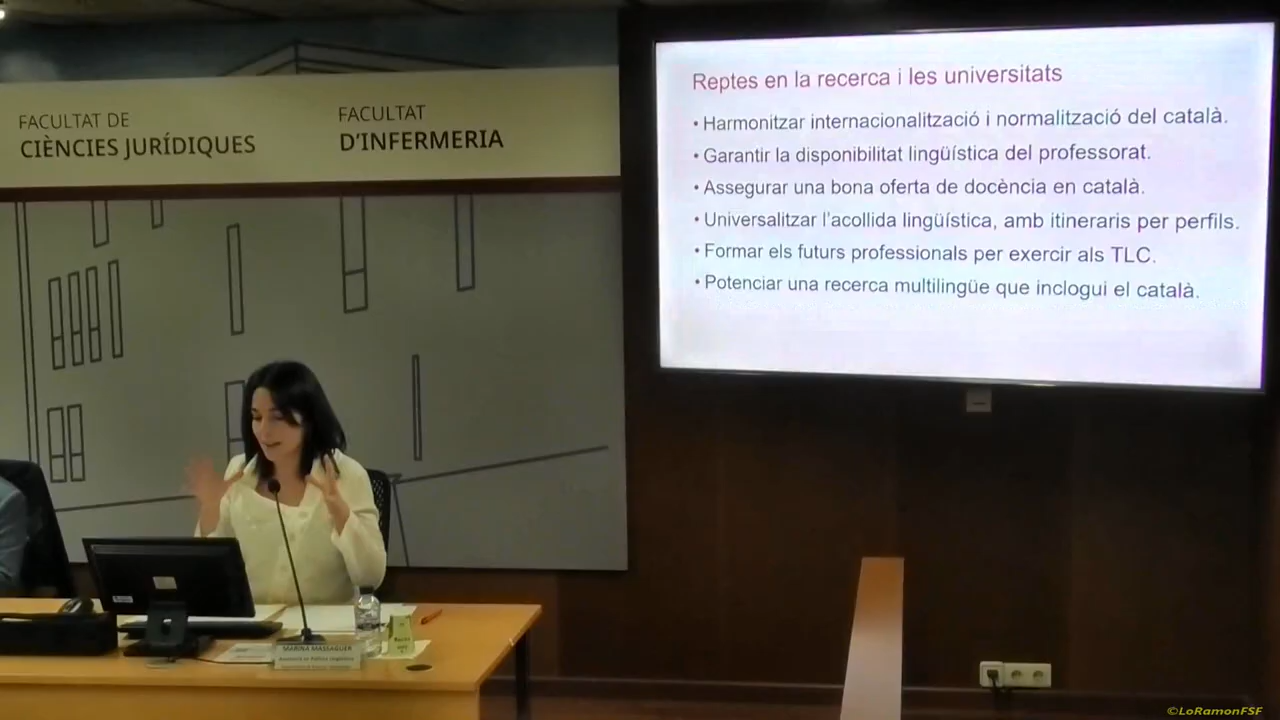 FACULTAT DE
CIÈNCIES JURÍDIQUES
FACULTAT
D'INFERMERIA
Reptes en la recerca i les universitats
• Harmonitzar internacionalització i normalització del català.
• Garantir la disponibilitat lingüística del professorat.
• Assegurar una bona oferta de docència en català.
• Universalitzar l'acollida lingüística, amb itineraris per perfils.
• Formar els futurs professionals per exercir als TLC.
• Potenciar una recerca multilingüe que inclogui el català.
MARINA MASSAGUER
©LoRamonFSF